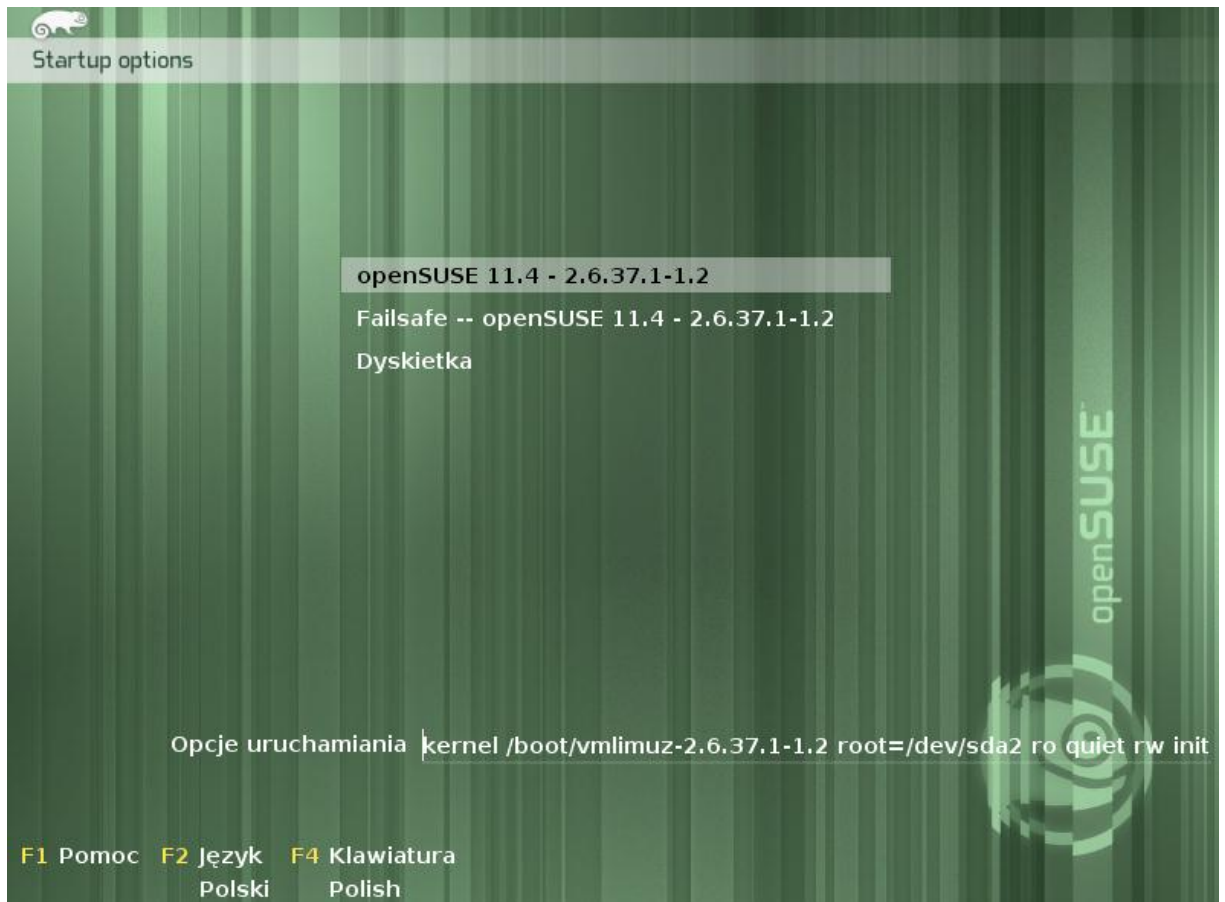 Startup options
openSUSE 11.4 - 2.6.37.1-1.2
Failsafe -- openSUSE 11.4 - 2.6.37.1-1.2
Dyskietka
openSUSE
Opcje uruchamiania kernel /boot/vmlimuz-2.6.37.1-1.2 root=/dev/sda2 ro quiet rw init
F1 Pomoc F2 Język F4 Klawiatura
Polski Polish